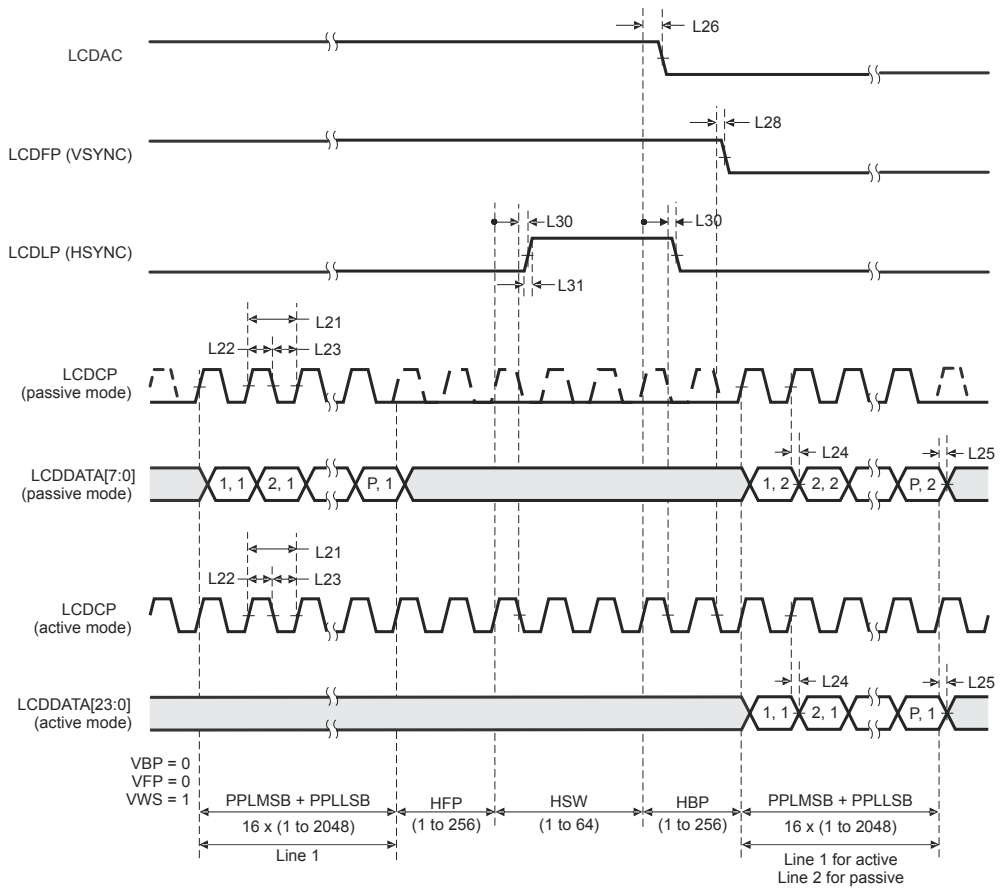 L26
LCDAC
L28
LCDFP (VSYNC)
L30
L30
LCDLP (HSYNC)
L31
L21
L22
L23
LCDCP
(passive mode)
L24
L25
LCDDATA[7:0]
(passive mode)
1, 1
2, 1
P, 1
1, 2
2, 2
P, 2
L21
L22
L23
LCDCP
(active mode)
L24
L25
LCDDATA[23:0]
(active mode)
1, 1
2, 1
P, 1
VBP = 0
VFP = 0
VWS = 1
PPLMSB + PPLLSB
HFP
HSW
HBP
PPLMSB + PPLLSB
16 x (1 to 2048)
(1 to 256)
(1 to 64)
(1 to 256)
16 x (1 to 2048)
Line 1
Line 1 for active
Line 2 for passive